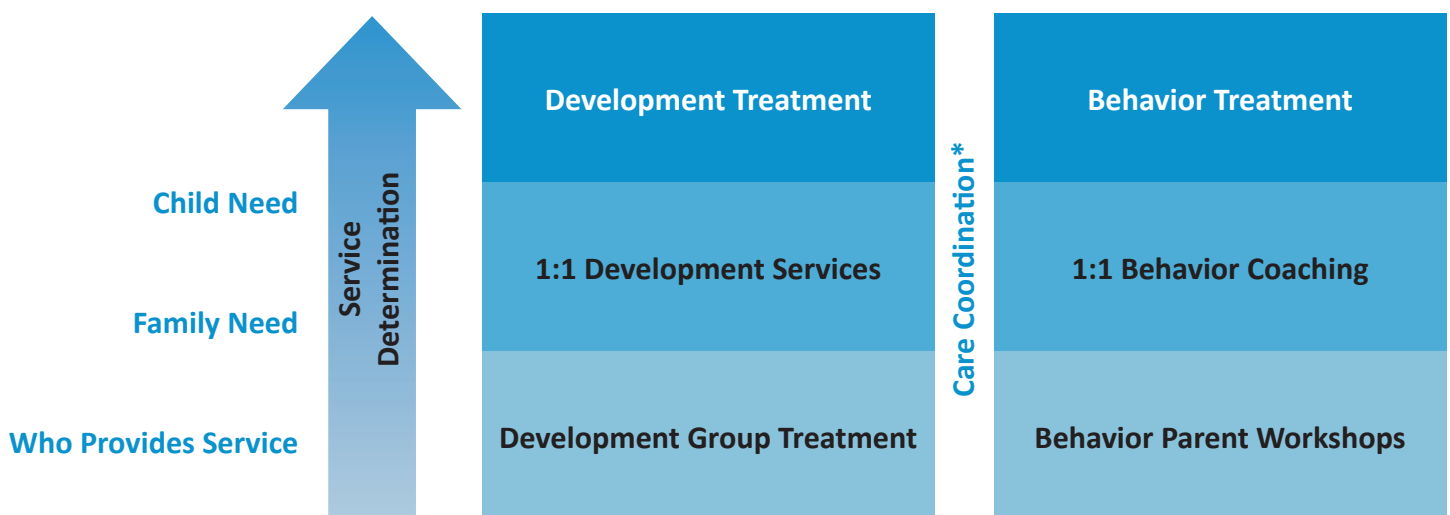 Child Need
Family Need
Who Provides Service
Service
Determination
Development Treatment
1:1 Development Services
Development Group Treatment
Care Coordination*
Behavior Treatment
1:1 Behavior Coaching
Behavior Parent Workshops